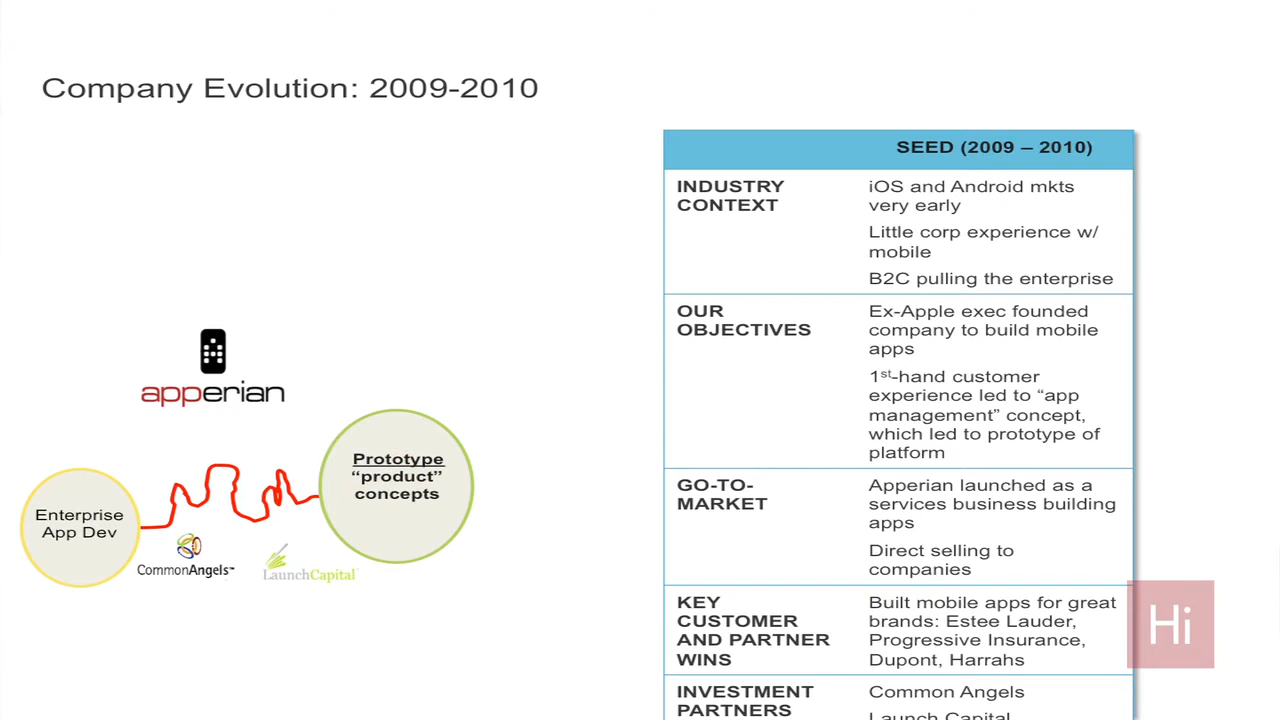 Company Evolution: 2009-2010
apperian
Enterprise
App Dev
CommonAngels™
LaunchCapital
Prototype
“product”
concepts
SEED (2009 – 2010)
INDUSTRY
CONTEXT
iOS and Android mkts
very early
Little corp experience w/
mobile
B2C pulling the enterprise
OUR
OBJECTIVES
Ex-Apple exec founded
company to build mobile
apps
1st-hand customer
experience led to “app
management” concept,
which led to prototype of
platform
GO-TO-
MARKET
Apperian launched as a
services business building
apps
Direct selling to
companies
KEY
CUSTOMER
AND PARTNER
WINS
Built mobile apps for great
brands: Estee Lauder,
Progressive Insurance,
Dupont, Harrahs
INVESTMENT
PARTNERS
Common Angels
Launch Capital
Hi